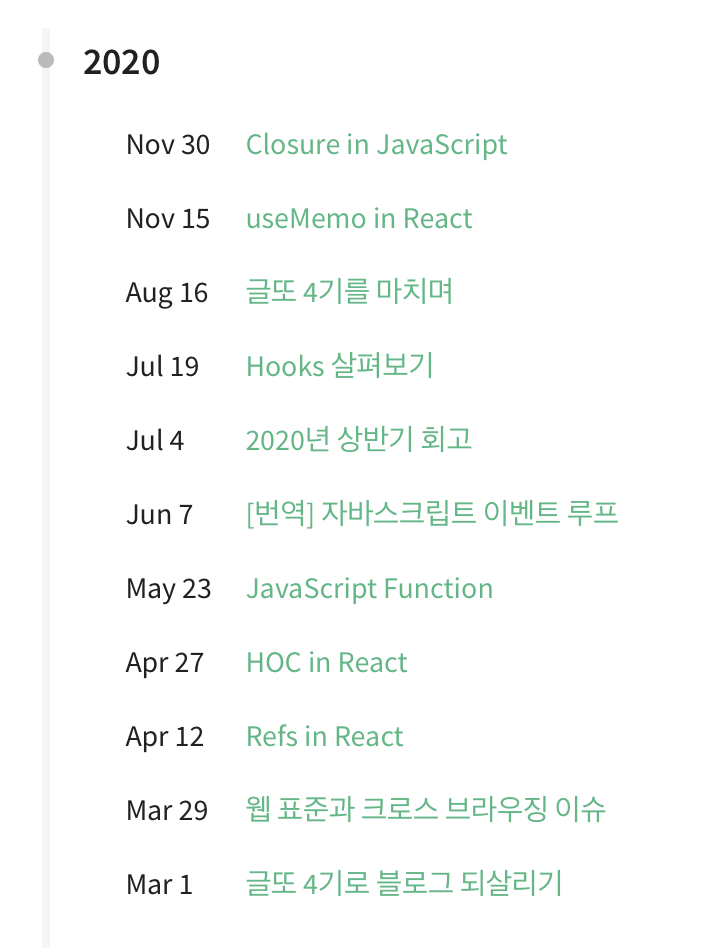 2020
Nov 30 Closure in JavaScript
Nov 15 useMemo in React
Aug 16 글또 4기를 마치며
Jul 19 Hooks 살펴보기
Jul 4 2020년 상반기 회고
Jun 7 [번역] 자바스크립트 이벤트 루프
May 23 JavaScript Function
Apr 27 HOC in React
Apr 12 Refs in React
Mar 29 웹 표준과 크로스 브라우징 이슈
Mar 1 글또 4기로 블로그 되살리기